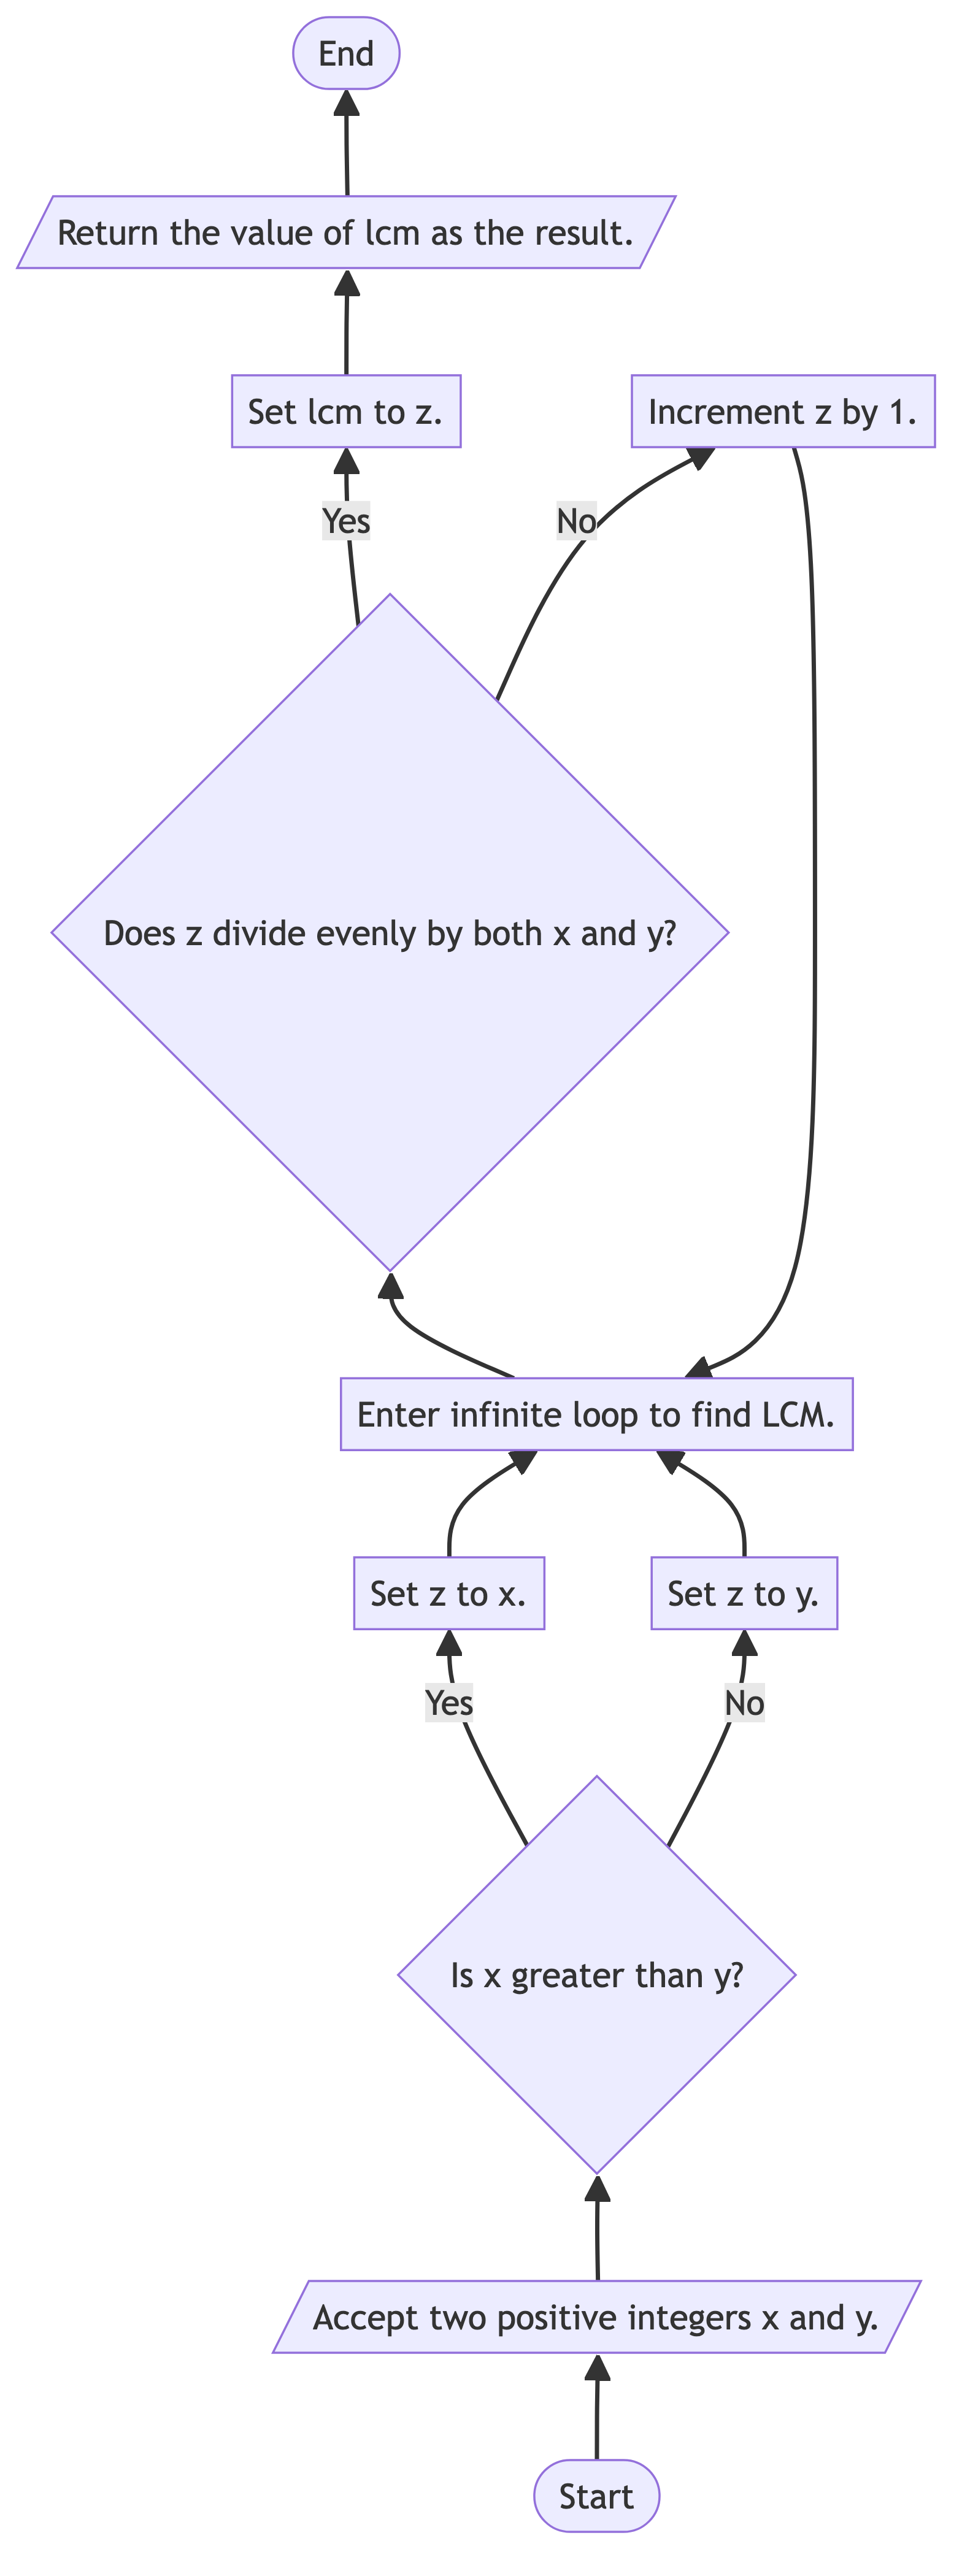 End
Return the value of lcm as the result.
Set lcm to z.
Increment z by 1.
Yes
No
Does z divide evenly by both x and y?
Enter infinite loop to find LCM.
Set z to x.
Set z to y.
Yes
No
Is x greater than y?
Accept two positive integers x and y.
Start